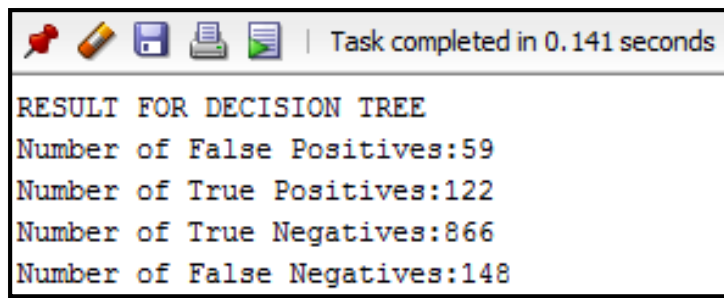 Task completed in 0.141 seconds
RESULT FOR DECISION TREE
Number of False Positives:59
Number of True Positives:122
Number of True Negatives:866
Number of False Negatives:148